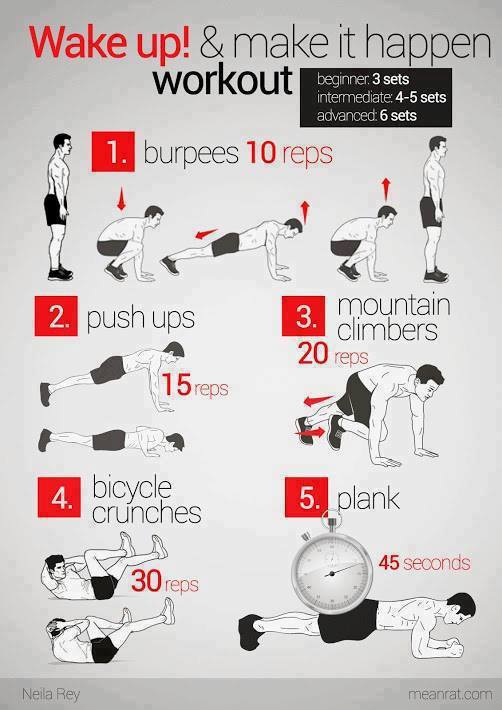 Wake up! & make it happen
workout
beginner: 3 sets
intermediate: 4-5 sets
advanced: 6 sets
1. burpees 10 reps
2. push ups
15 reps
3. mountain
climbers
20 reps
4. bicycle
crunches
30 reps
5. plank
45 seconds
Neila Rey
meanrat.com